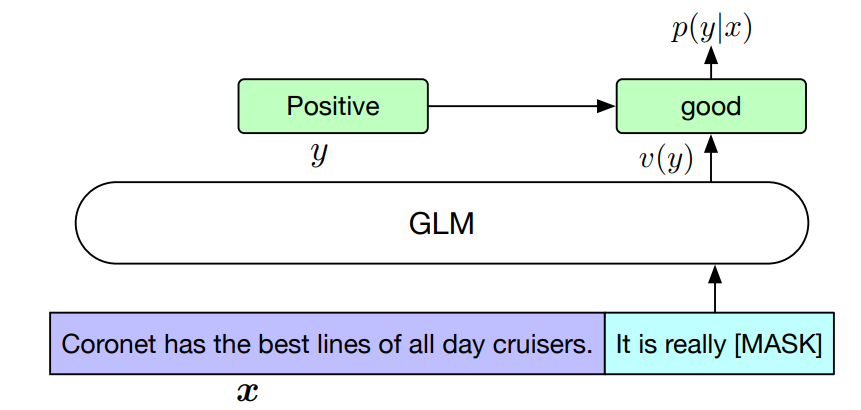 p(y|x)
Positive
good
y
v(y)
GLM
Coronet has the best lines of all day cruisers.
It is really [MASK]
x